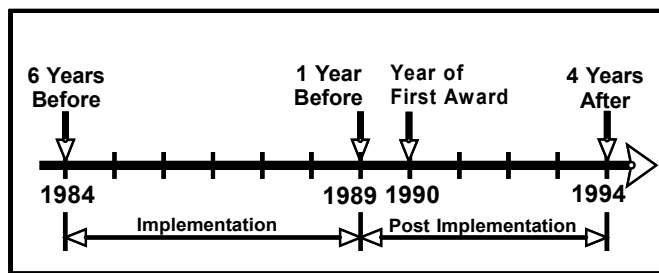 6 Years
Before
1 Year
Before
Year of
First Award
4 Years
After
1984
1989
1990
1994
Implementation
Post Implementation